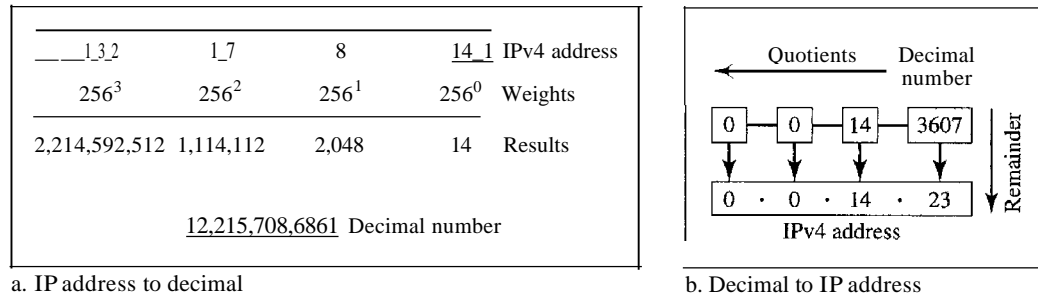 __ __1_3_2 1_7 8 14_1 IPv4 address
256³ 256² 256¹ 256⁰ Weights
2,214,592,512 1,114,112 2,048 14 Results
12,215,708,6861 Decimal number
a. IP address to decimal
Quotients Decimal
number
0 0 14 3607
0 . 0 . 14 . 23
IPv4 address
Remainder
b. Decimal to IP address